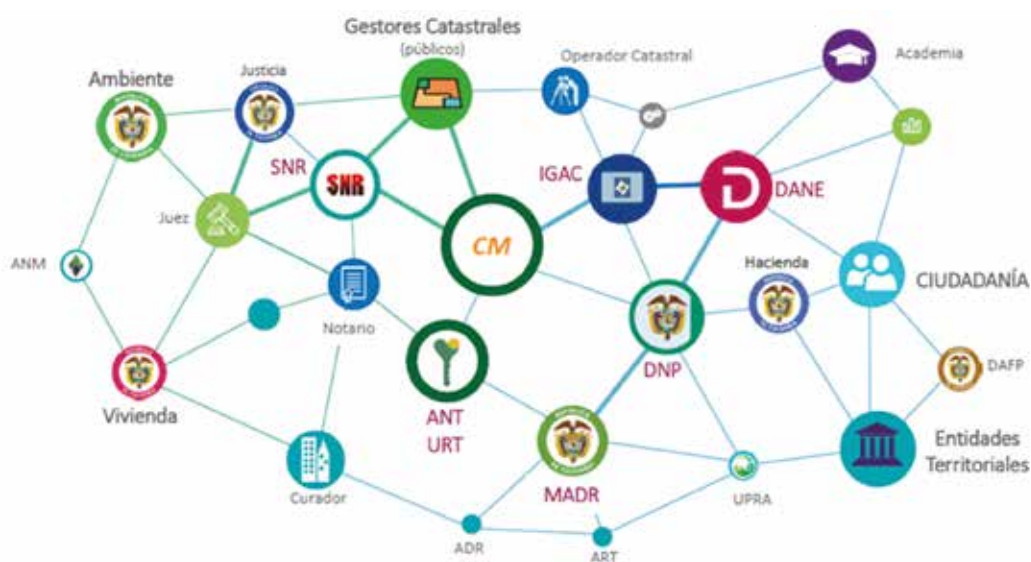 Gestores Catastrales
(públicos)
Operador Catastral
Academia
Ambiente
Justicia
SNR
SNR
IGAC
DANE
Juez
CM
ANM
Hacienda
CIUDADANÍA
Notario
DNP
DAFP
Vivienda
ANT
URT
Entidades
Territoriales
MADR
Curador
UPRA
ADR
ART